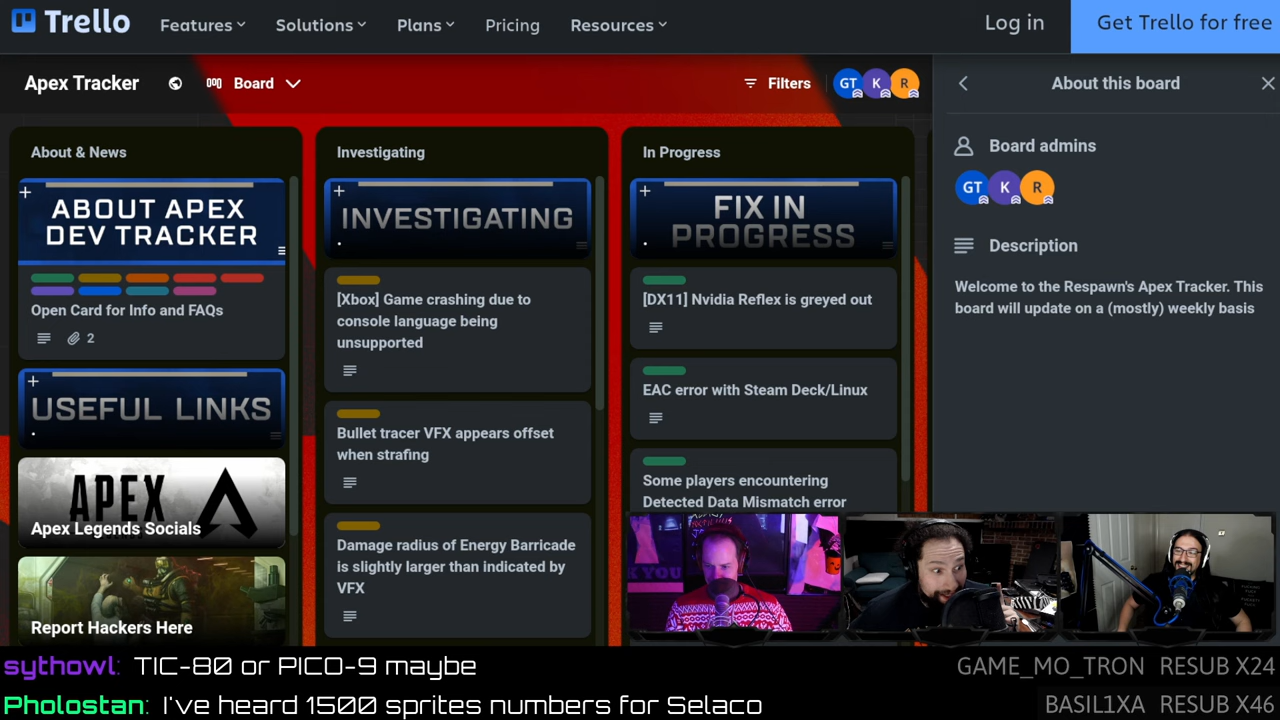 Trello
Features
Solutions
Plans
Pricing
Resources
Log in
Get Trello for free
Apex Tracker
Board
Filters
GT
K
R
About this board
Board admins
GT
K
R
Description
Welcome to the Respawn's Apex Tracker. This
board will update on a (mostly) weekly basis
About & News
ABOUT APEX
DEV TRACKER
Open Card for Info and FAQs
2
USEFUL LINKS
APEX
Apex Legends Socials
Report Hackers Here
Investigating
INVESTIGATING
[Xbox] Game crashing due to
console language being
unsupported
Bullet tracer VFX appears offset
when strafing
Damage radius of Energy Barricade
is slightly larger than indicated by
VFX
In Progress
FIX IN
PROGRESS
[DX11] Nvidia Reflex is greyed out
EAC error with Steam Deck/Linux
Some players encountering
Detected Data Mismatch error
sythowl: TIC-80 or PICO-9 maybe
Pholostan: I've heard 1500 sprites numbers for Selaco
GAME_MO_TRON RESUB X24
BASIL1XA RESUB X46